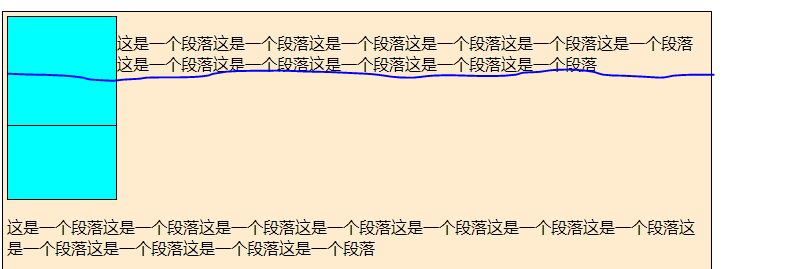 这是一个段落这是一个段落这是一个段落这是一个段落这是一个段落这是一个段落
这是一个段落这是一个段落这是一个段落这是一个段落这是一个段落
这是一个段落这是一个段落这是一个段落这是一个段落这是一个段落这是一个段落这是一个段落这
是一个段落这是一个段落这是一个段落这是一个段落